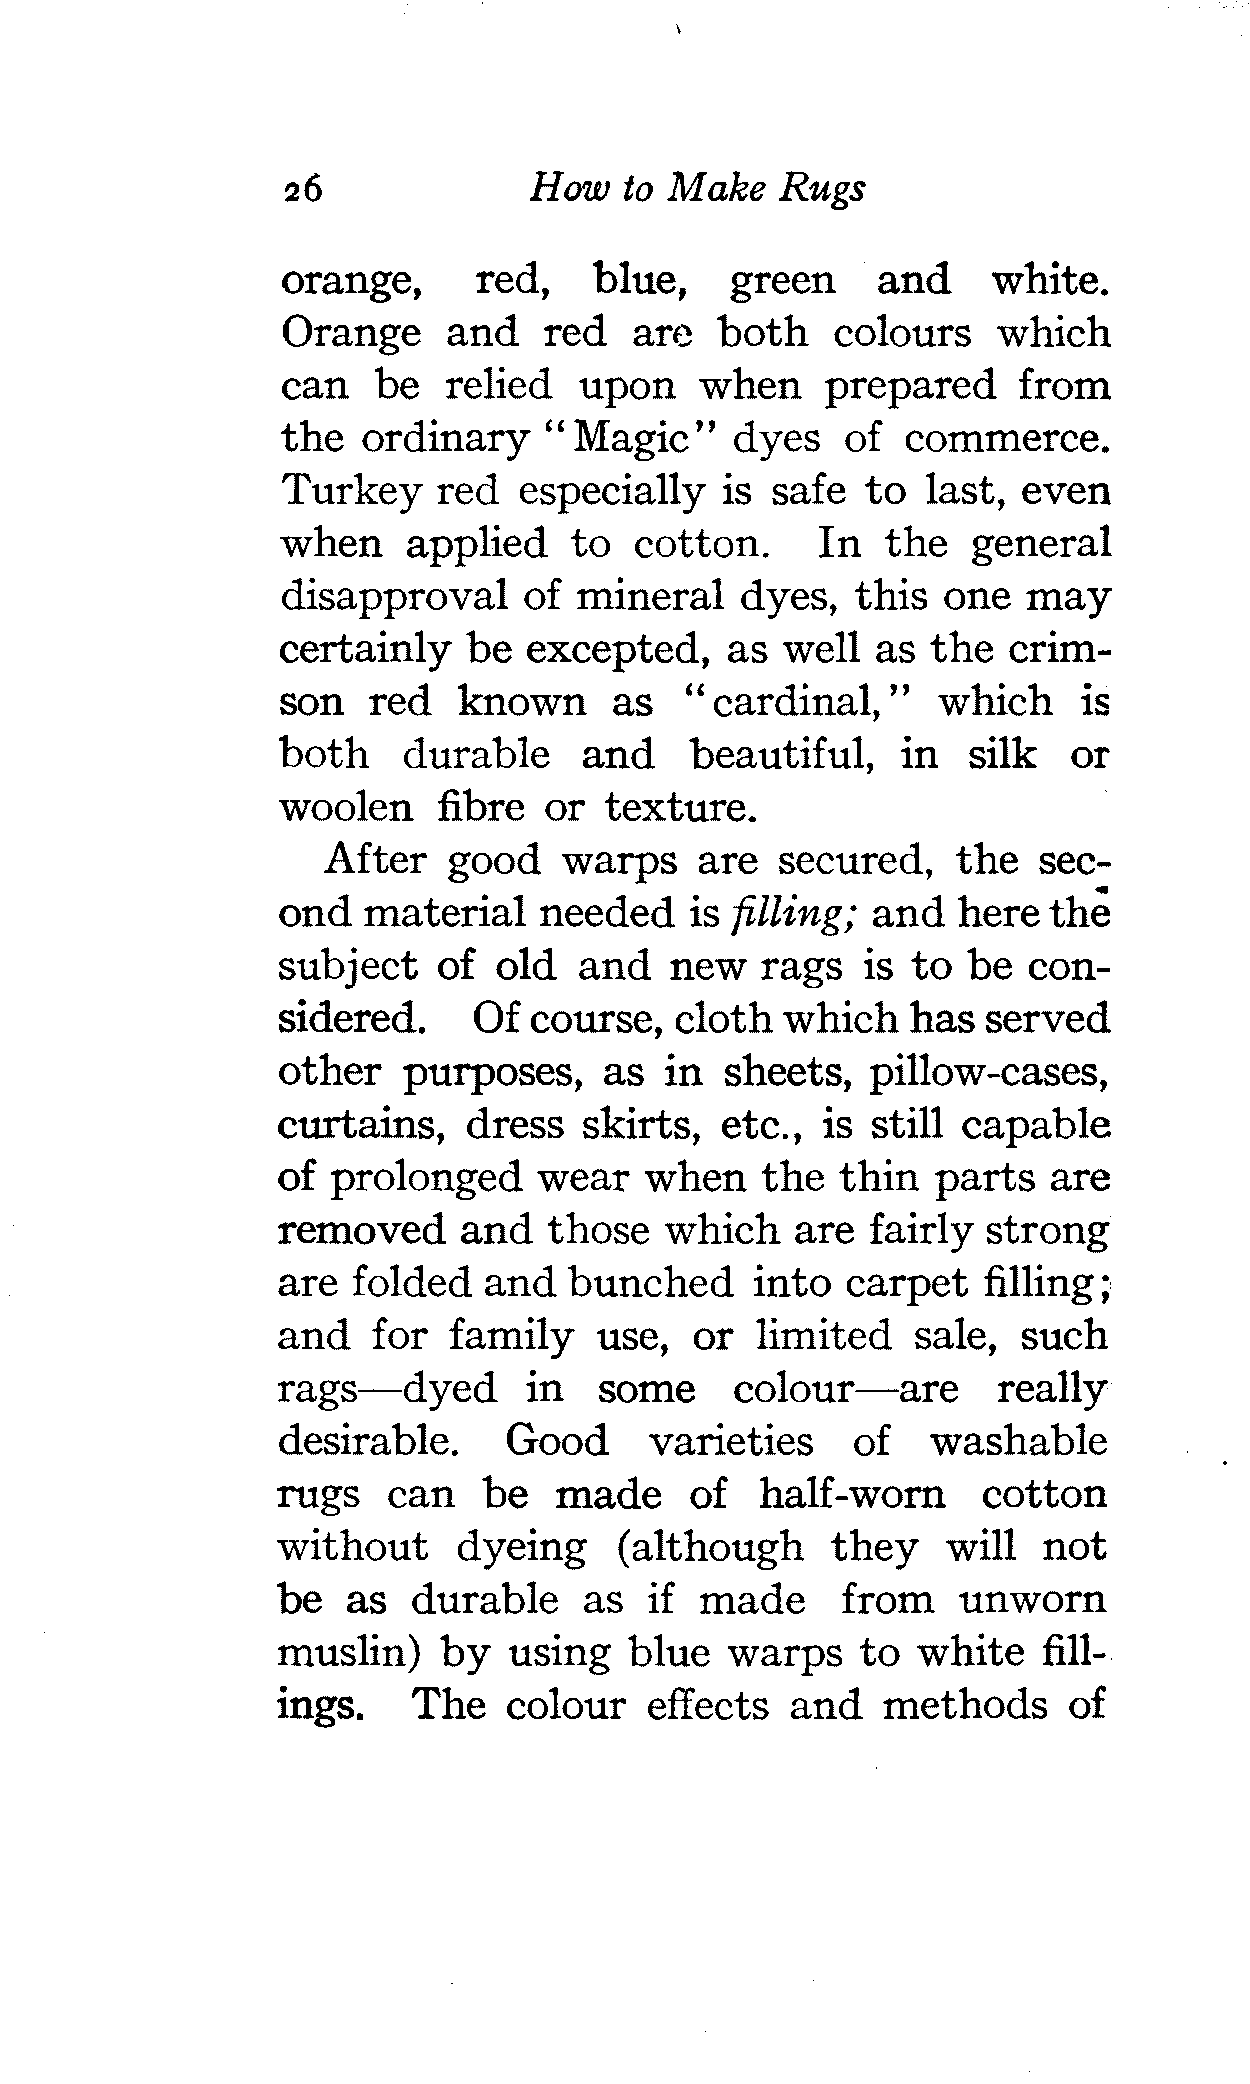 26 How to Make Rugs
orange, red, blue, green and white.
Orange and red are both colours which
can be relied upon when prepared from
the ordinary "Magic" dyes of commerce.
Turkey red especially is safe to last, even
when applied to cotton. In the general
disapproval of mineral dyes, this one may
certainly be excepted, as well as the crim-
son red known as "cardinal," which is
both durable and beautiful, in silk or
woolen fibre or texture.
After good warps are secured, the sec-
ond material needed is filling; and here the
subject of old and new rags is to be con-
sidered. Of course, cloth which has served
other purposes, as in sheets, pillow-cases,
curtains, dress skirts, etc., is still capable
of prolonged wear when the thin parts are
removed and those which are fairly strong
are folded and bunched into carpet filling;
and for family use, or limited sale, such
rags—dyed in some colour—are really
desirable. Good varieties of washable
rugs can be made of half-worn cotton
without dyeing (although they will not
be as durable as if made from unworn
muslin) by using blue warps to white fill-
ings. The colour effects and methods of